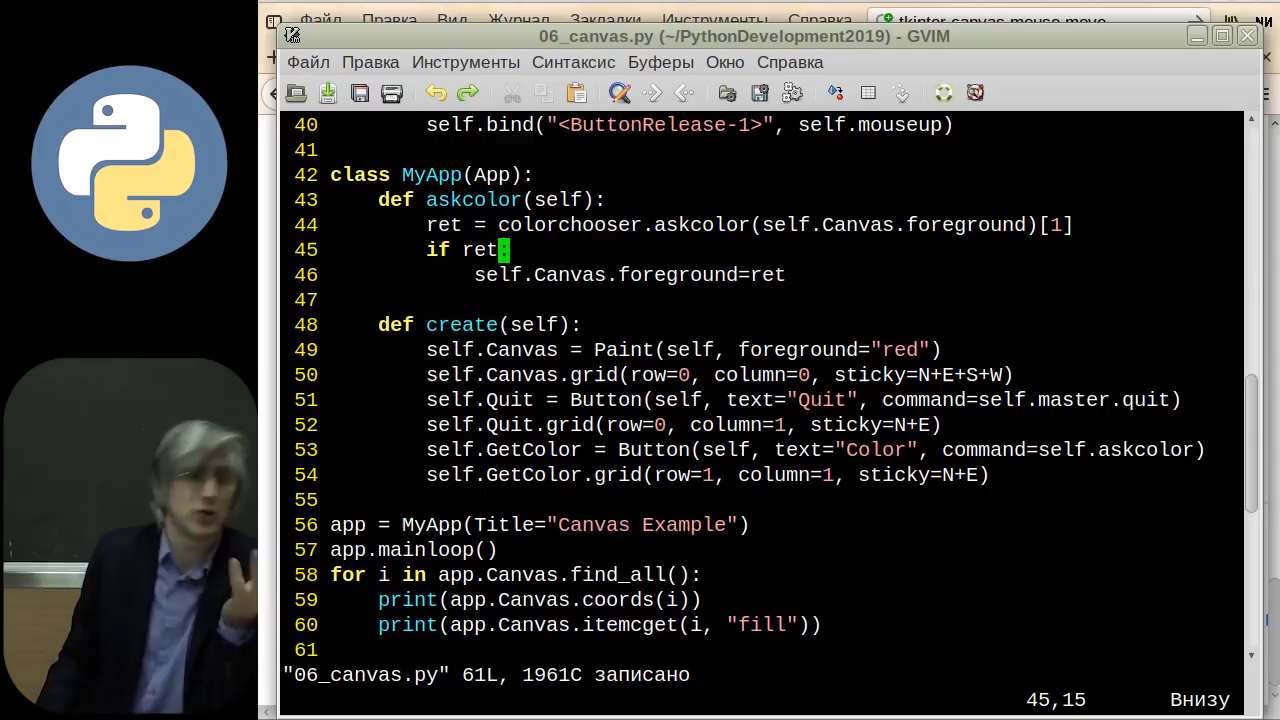 Файл Правка Вид Журнал Закладки Инструменты Справка
06_canvas.py (~/PythonDevelopment2019) - GVIM
Файл Правка Инструменты Синтаксис Буферы Окно Справка
40         self.bind("<ButtonRelease-1>", self.mouseup)
41
42 class MyApp(App):
43     def askcolor(self):
44         ret = colorchooser.askcolor(self.Canvas.foreground)[1]
45         if ret:
46             self.Canvas.foreground=ret
47
48     def create(self):
49         self.Canvas = Paint(self, foreground="red")
50         self.Canvas.grid(row=0, column=0, sticky=N+E+S+W)
51         self.Quit = Button(self, text="Quit", command=self.master.quit)
52         self.Quit.grid(row=0, column=1, sticky=N+E)
53         self.GetColor = Button(self, text="Color", command=self.askcolor)
54         self.GetColor.grid(row=1, column=1, sticky=N+E)
55
56 app = MyApp(Title="Canvas Example")
57 app.mainloop()
58 for i in app.Canvas.find_all():
59     print(app.Canvas.coords(i))
60     print(app.Canvas.itemcget(i, "fill"))
61
"06_canvas.py" 61L, 1961C записано
45,15 Внизу